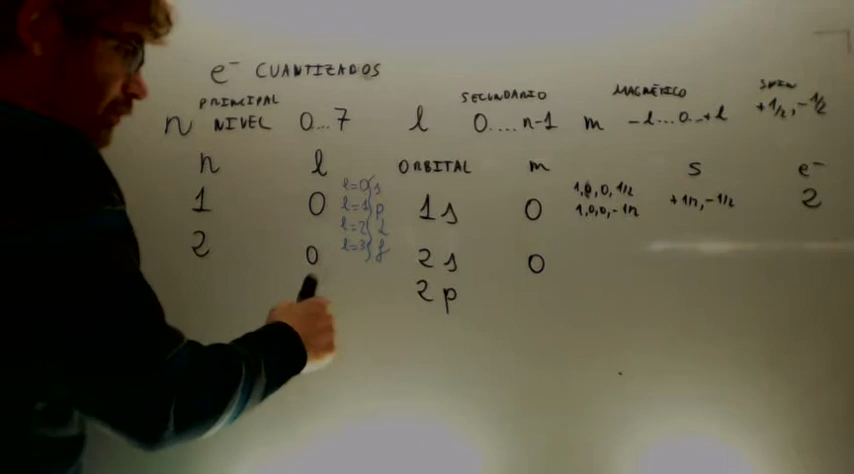 e⁻ CUANTIZADOS
PRINCIPAL SECUNDARIO MAGNÉTICO SPIN
n NIVEL 0...7 l 0....n-1 m -l...0..+l +1/2,-1/2
n l ORBITAL m s e⁻
1 0 l=0 s 1s 0 1,0,0,1/2 +1/2,-1/2 2
l=1 p 1,0,0,-1/2
l=2 d
2 0 l=3 f 2s 0
2p